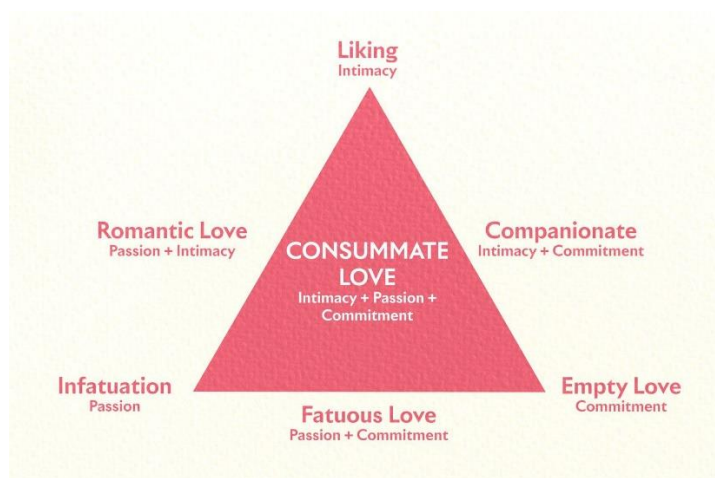 Liking
Intimacy
Romantic Love
Passion + Intimacy
Companionate
Intimacy + Commitment
CONSUMMATE
LOVE
Intimacy + Passion +
Commitment
Infatuation
Passion
Empty Love
Commitment
Fatuous Love
Passion + Commitment